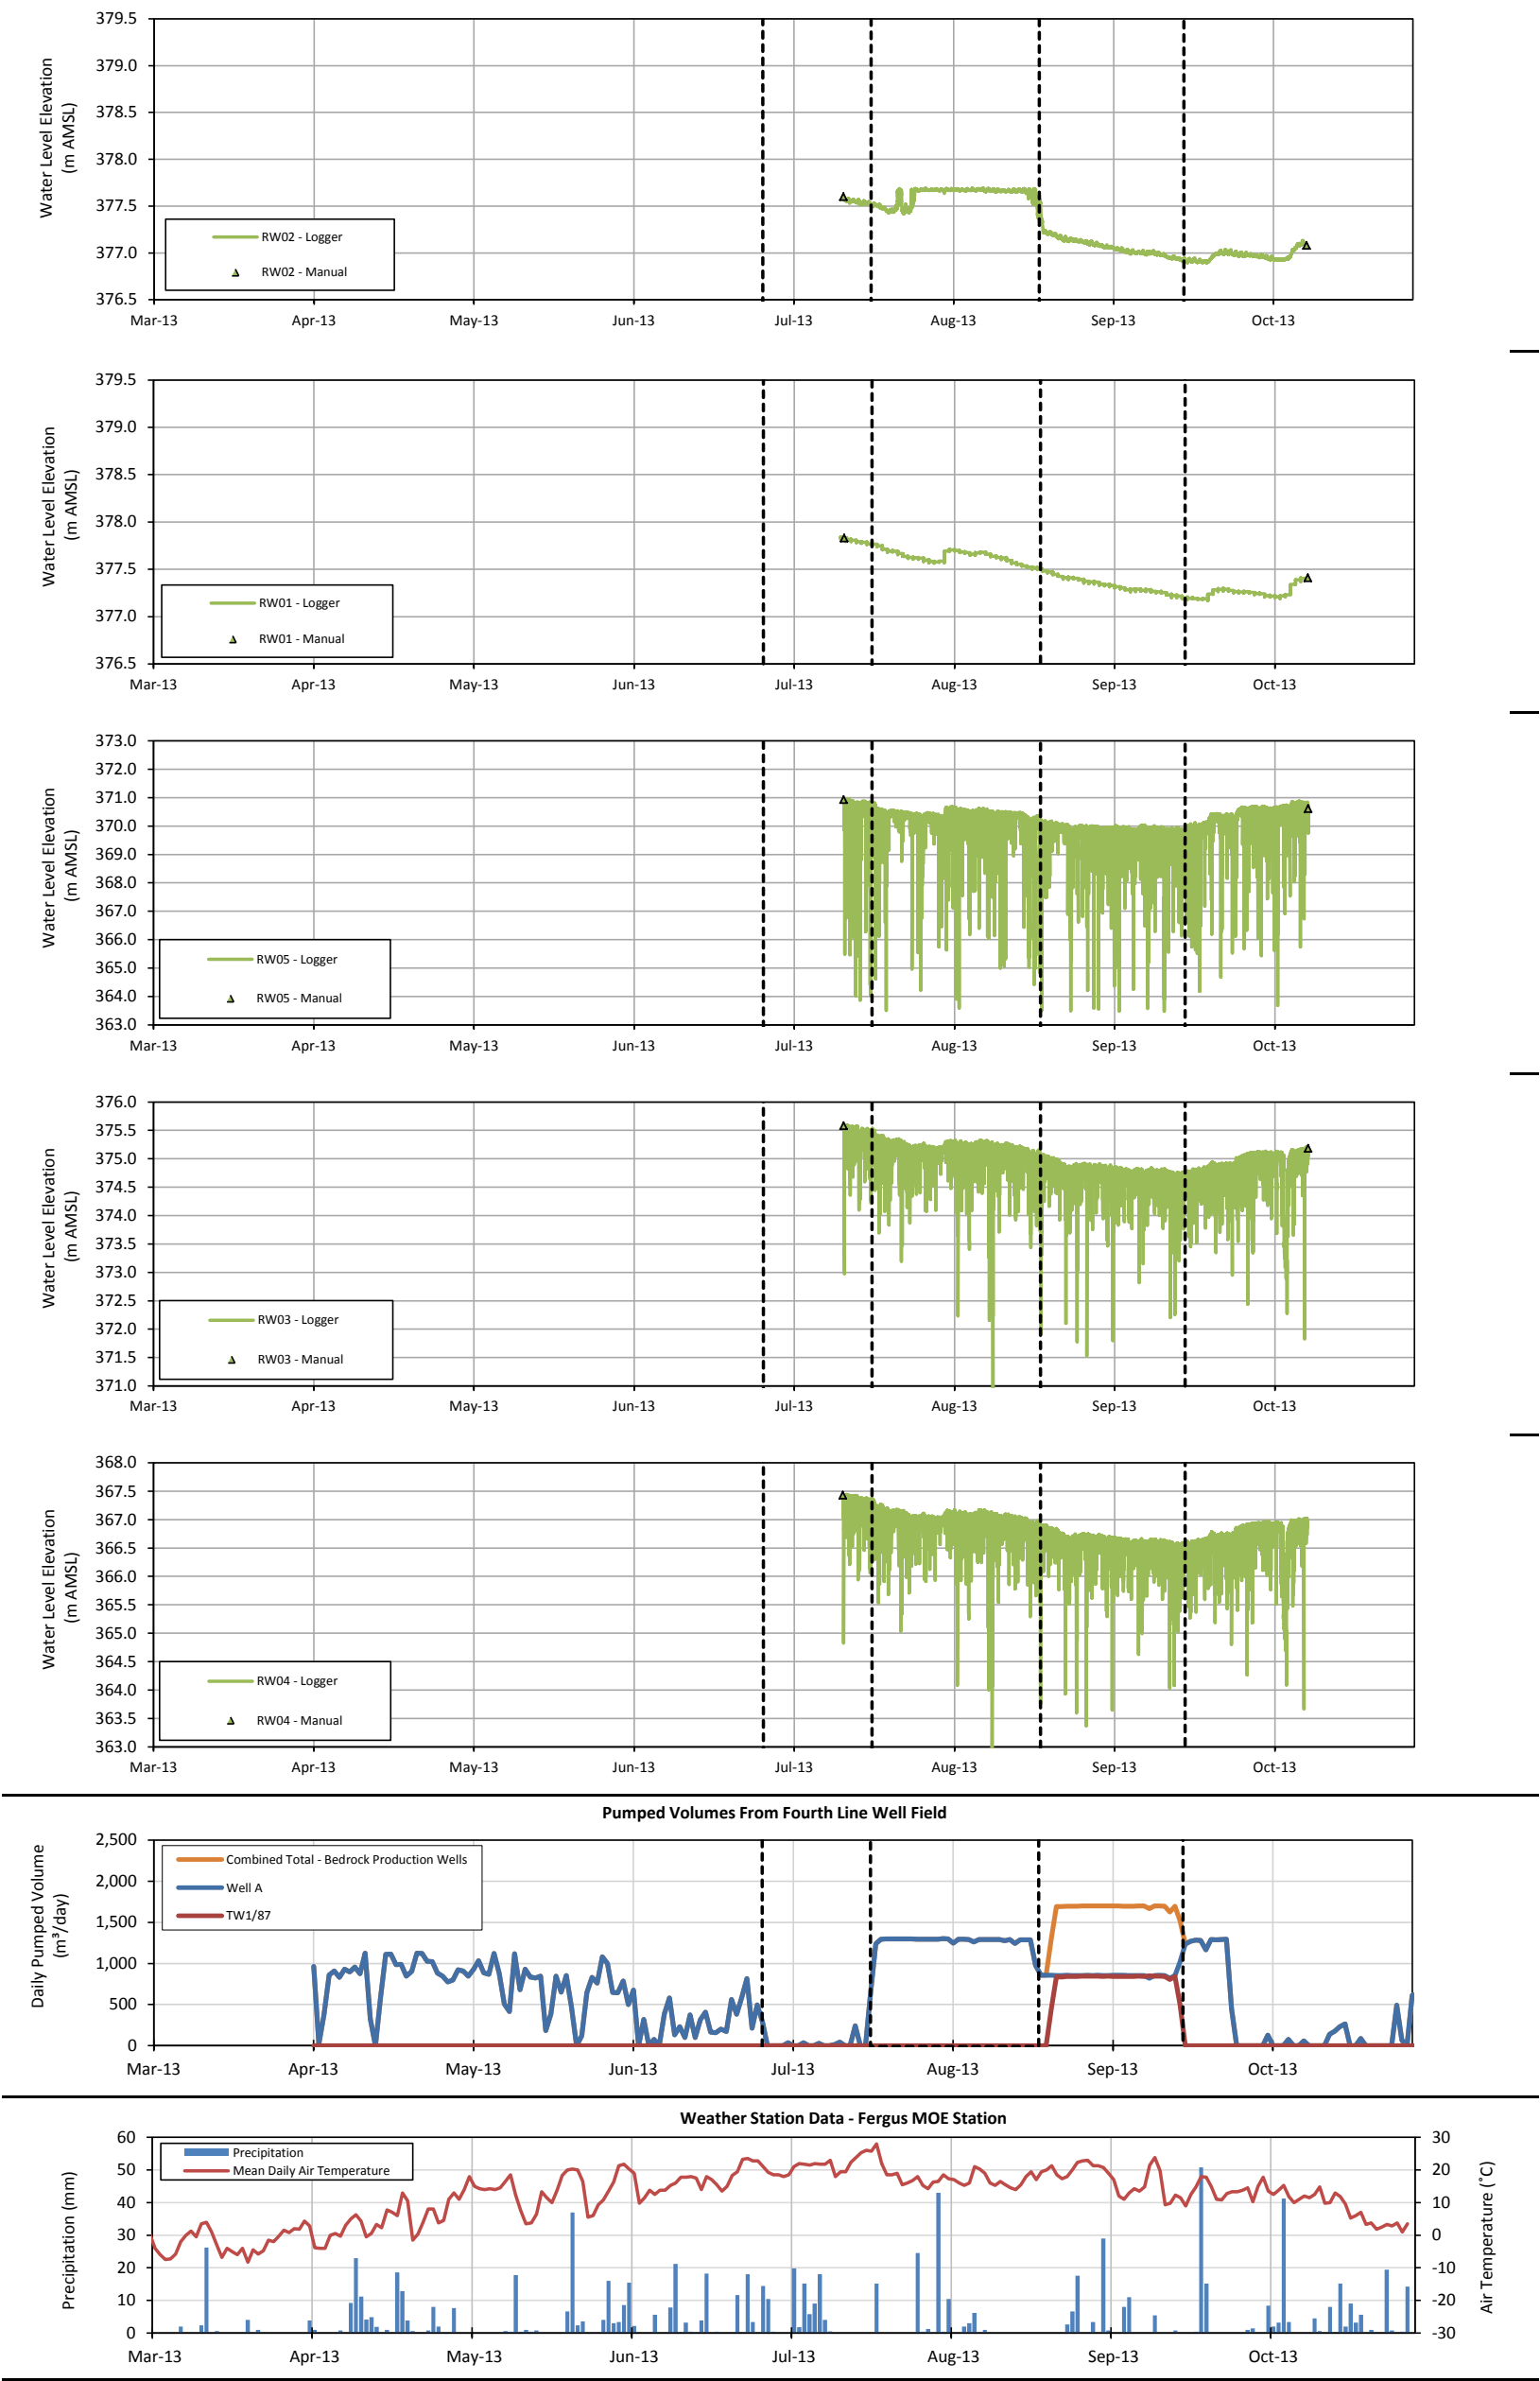 379.5
379.0
378.5
378.0
377.5
377.0
376.5
Water Level Elevation
(m AMSL)
RW02 - Logger
RW02 - Manual
Mar-13 Apr-13 May-13 Jun-13 Jul-13 Aug-13 Sep-13 Oct-13
379.5
379.0
378.5
378.0
377.5
377.0
376.5
Water Level Elevation
(m AMSL)
RW01 - Logger
RW01 - Manual
Mar-13 Apr-13 May-13 Jun-13 Jul-13 Aug-13 Sep-13 Oct-13
373.0
372.0
371.0
370.0
369.0
368.0
367.0
366.0
365.0
364.0
363.0
Water Level Elevation
(m AMSL)
RW05 - Logger
RW05 - Manual
Mar-13 Apr-13 May-13 Jun-13 Jul-13 Aug-13 Sep-13 Oct-13
376.0
375.5
375.0
374.5
374.0
373.5
373.0
372.5
372.0
371.5
371.0
Water Level Elevation
(m AMSL)
RW03 - Logger
RW03 - Manual
Mar-13 Apr-13 May-13 Jun-13 Jul-13 Aug-13 Sep-13 Oct-13
368.0
367.5
367.0
366.5
366.0
365.5
365.0
364.5
364.0
363.5
363.0
Water Level Elevation
(m AMSL)
RW04 - Logger
RW04 - Manual
Mar-13 Apr-13 May-13 Jun-13 Jul-13 Aug-13 Sep-13 Oct-13
Pumped Volumes From Fourth Line Well Field
2,500
2,000
1,500
1,000
500
0
Daily Pumped Volume
(m³/day)
Combined Total - Bedrock Production Wells
Well A
TW1/87
Mar-13 Apr-13 May-13 Jun-13 Jul-13 Aug-13 Sep-13 Oct-13
Weather Station Data - Fergus MOE Station
60
50
40
30
20
10
0
Precipitation (mm)
Precipitation
Mean Daily Air Temperature
30
20
10
0
-10
-20
-30
Air Temperature (˚C)
Mar-13 Apr-13 May-13 Jun-13 Jul-13 Aug-13 Sep-13 Oct-13